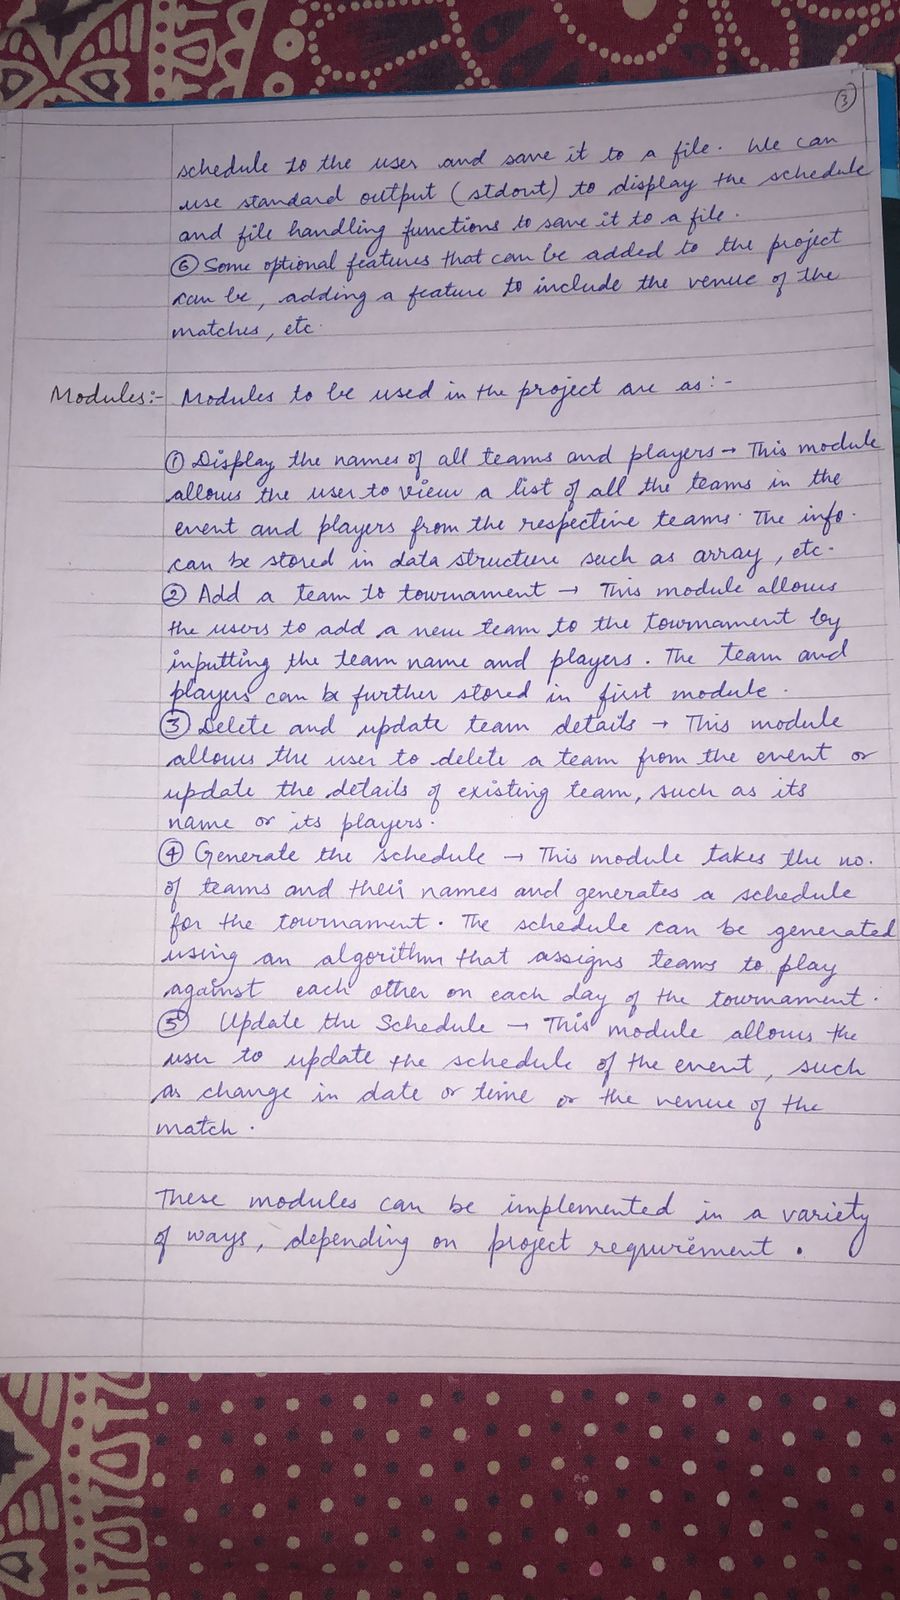 3
schedule to the user and save it to a file. We can
use standard output (stdout) to display the schedule
and file handling functions to save it to a file.
⑥ Some optional features that can be added to the project
can be, adding a feature to include the venue of the
matches, etc.
Modules:- Modules to be used in the project are as:-
① Display the names of all teams and players → This module
allows the user to view a list of all the teams in the
event and players from the respective teams. The info.
can be stored in data structure such as array, etc.
② Add a team to tournament → This module allows
the users to add a new team to the tournament by
inputting the team name and players. The team and
players can be further stored in first module.
③ Delete and update team details → This module
allows the user to delete a team from the event or
update the details of existing team, such as its
name or its players.
④ Generate the schedule → This module takes the no.
of teams and their names and generates a schedule
for the tournament. The schedule can be generated
using an algorithm that assigns teams to play
against each other on each day of the tournament.
⑤ Update the Schedule → This module allows the
user to update the schedule of the event, such
as change in date or time or the venue of the
match.
These modules can be implemented in a variety
of ways, depending on project requirement.